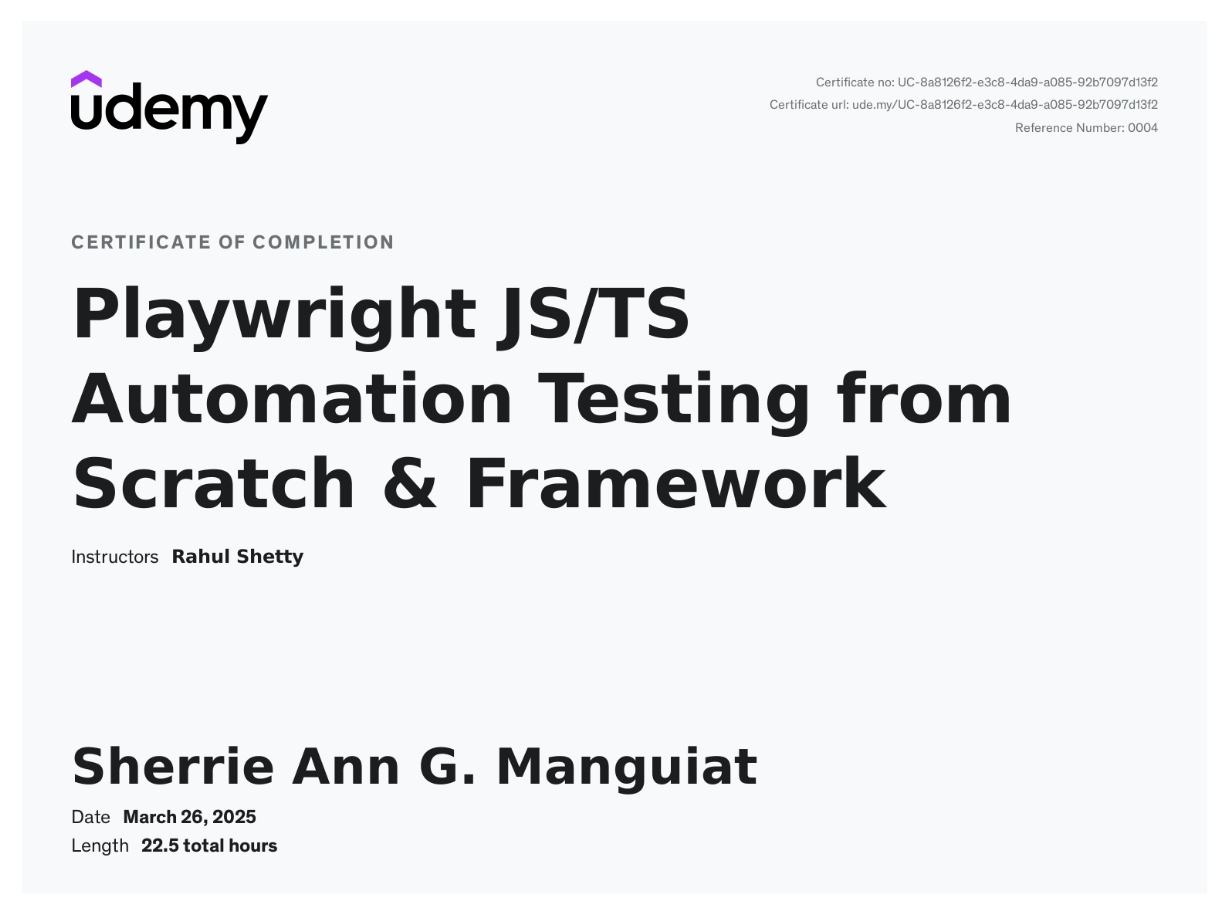 udemy
Certificate no: UC-8a8126f2-e3c8-4da9-a085-92b7097d13f2
Certificate url: ude.my/UC-8a8126f2-e3c8-4da9-a085-92b7097d13f2
Reference Number: 0004
CERTIFICATE OF COMPLETION
Playwright JS/TS
Automation Testing from
Scratch & Framework
Instructors Rahul Shetty
Sherrie Ann G. Manguiat
Date March 26, 2025
Length 22.5 total hours